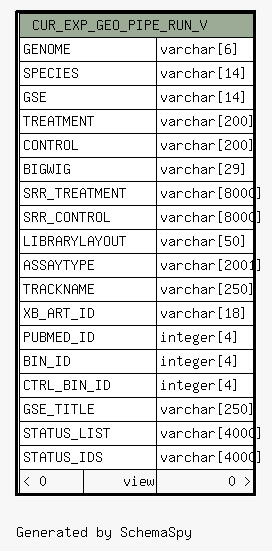 CUR_EXP_GEO_PIPE_RUN_V
GENOME varchar[6]
SPECIES varchar[14]
GSE varchar[14]
TREATMENT varchar[200]
CONTROL varchar[200]
BIGWIG varchar[29]
SRR_TREATMENT varchar[8000]
SRR_CONTROL varchar[8000]
LIBRARYLAYOUT varchar[50]
ASSAYTYPE varchar[2001]
TRACKNAME varchar[250]
XB_ART_ID varchar[18]
PUBMED_ID integer[4]
BIN_ID integer[4]
CTRL_BIN_ID integer[4]
GSE_TITLE varchar[250]
STATUS_LIST varchar[4000]
STATUS_IDS varchar[4000]
< 0 view 0 >
Generated by SchemaSpy